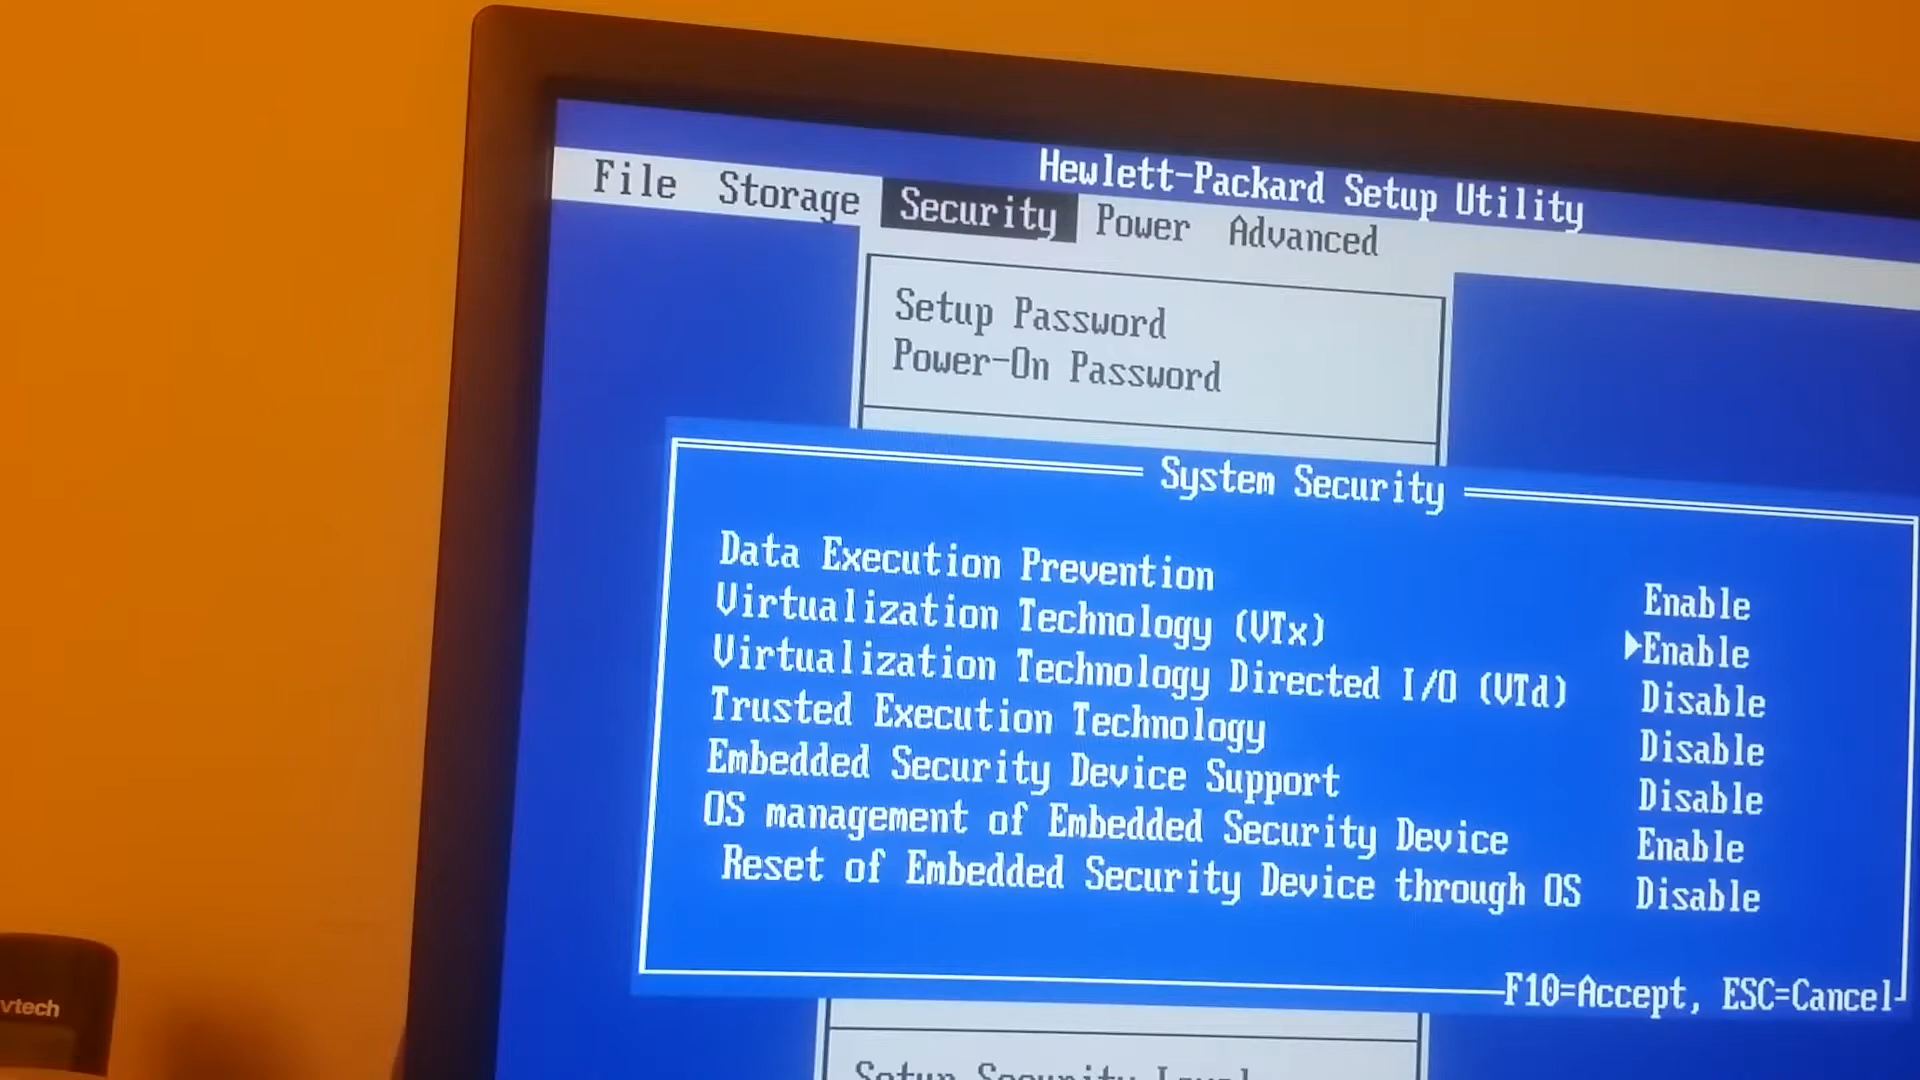 Hewlett-Packard Setup Utility
File Storage Security Power Advanced
Setup Password
Power-On Password
System Security
Data Execution Prevention Enable
Virtualization Technology (VTx) ▶Enable
Virtualization Technology Directed I/O (VTd) Disable
Trusted Execution Technology Disable
Embedded Security Device Support Disable
OS management of Embedded Security Device Enable
Reset of Embedded Security Device through OS Disable
F10=Accept, ESC=Cancel
Setup Security Level
vtech